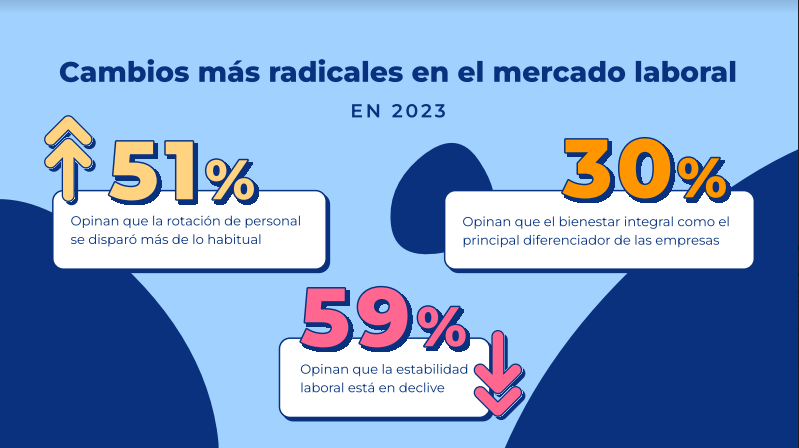 Cambios más radicales en el mercado laboral
EN 2023
51%
Opinan que la rotación de personal
se disparó más de lo habitual
30%
Opinan que el bienestar integral como el
principal diferenciador de las empresas
59%
Opinan que la estabilidad
laboral está en declive